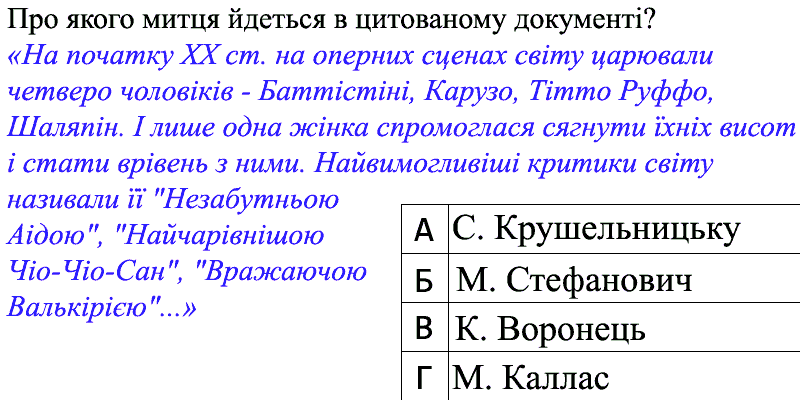 Про якого митця йдеться в цитованому документі?
«На початку XX ст. на оперних сценах світу царювали
четверо чоловіків - Баттістіні, Карузо, Тітто Руффо,
Шаляпін. І лише одна жінка спромоглася сягнути їхніх висот
і стати врівень з ними. Найвимогливіші критики світу
називали її "Незабутньою
Аідою", "Найчарівнішою
Чіо-Чіо-Сан", "Вражаючою
Валькірією"...»
А С. Крушельницьку
Б М. Стефанович
В К. Воронець
Г М. Каллас